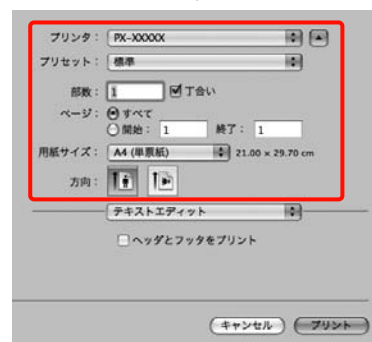 プリンタ： PX-XXXXX
プリセット： 標準
部数： 1 丁合い
ページ： すべて
開始： 1 終了： 1
用紙サイズ： A4 (単票紙) 21.00 x 29.70 cm
方向：
テキストエディット
ヘッダとフッタをプリント
キャンセル プリント